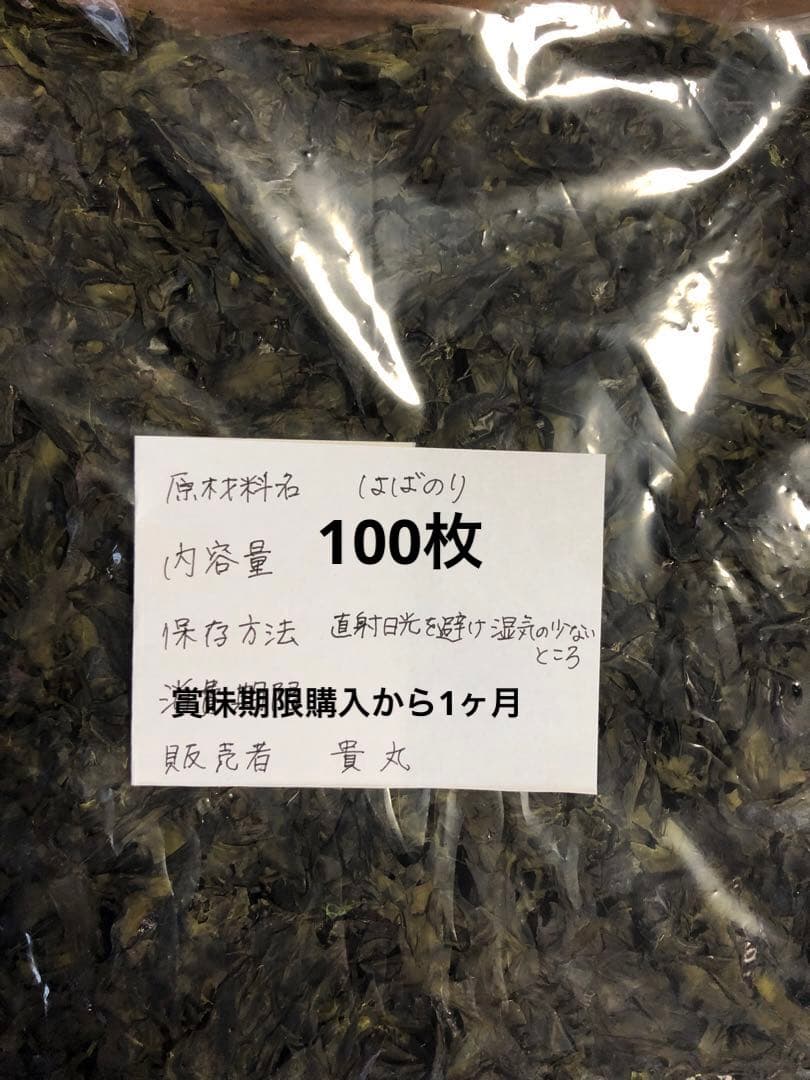 原材料名 はばのり
内容量 100枚
保存方法 直射日光を避け湿気の少ない
ところ
賞味期限購入から1ヶ月
販売者 貴丸